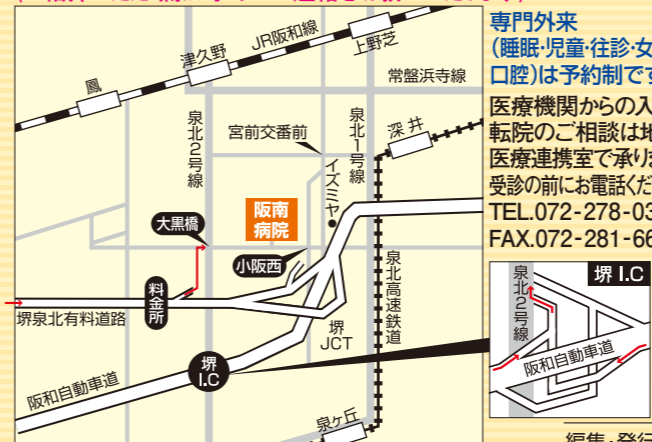 鳳
津久野
JR阪和線
上野芝
常盤浜寺線
泉北2号線
宮前交番前
泉北1号線
深井
イズミヤ
阪南
病院
大黒橋
小阪西
料金所
堺泉北有料道路
泉北高速鉄道
堺
JCT
堺
I.C
阪和自動車道
泉ヶ丘
専門外来
(睡眠・児童・往診・女
口腔)は予約制です
医療機関からの入
転院のご相談は地
医療連携室で承りま
受診の前にお電話くだ
TEL.072-278-03
FAX.072-281-66
堺 I.C
泉北2号線
阪和自動車道
編集・発行